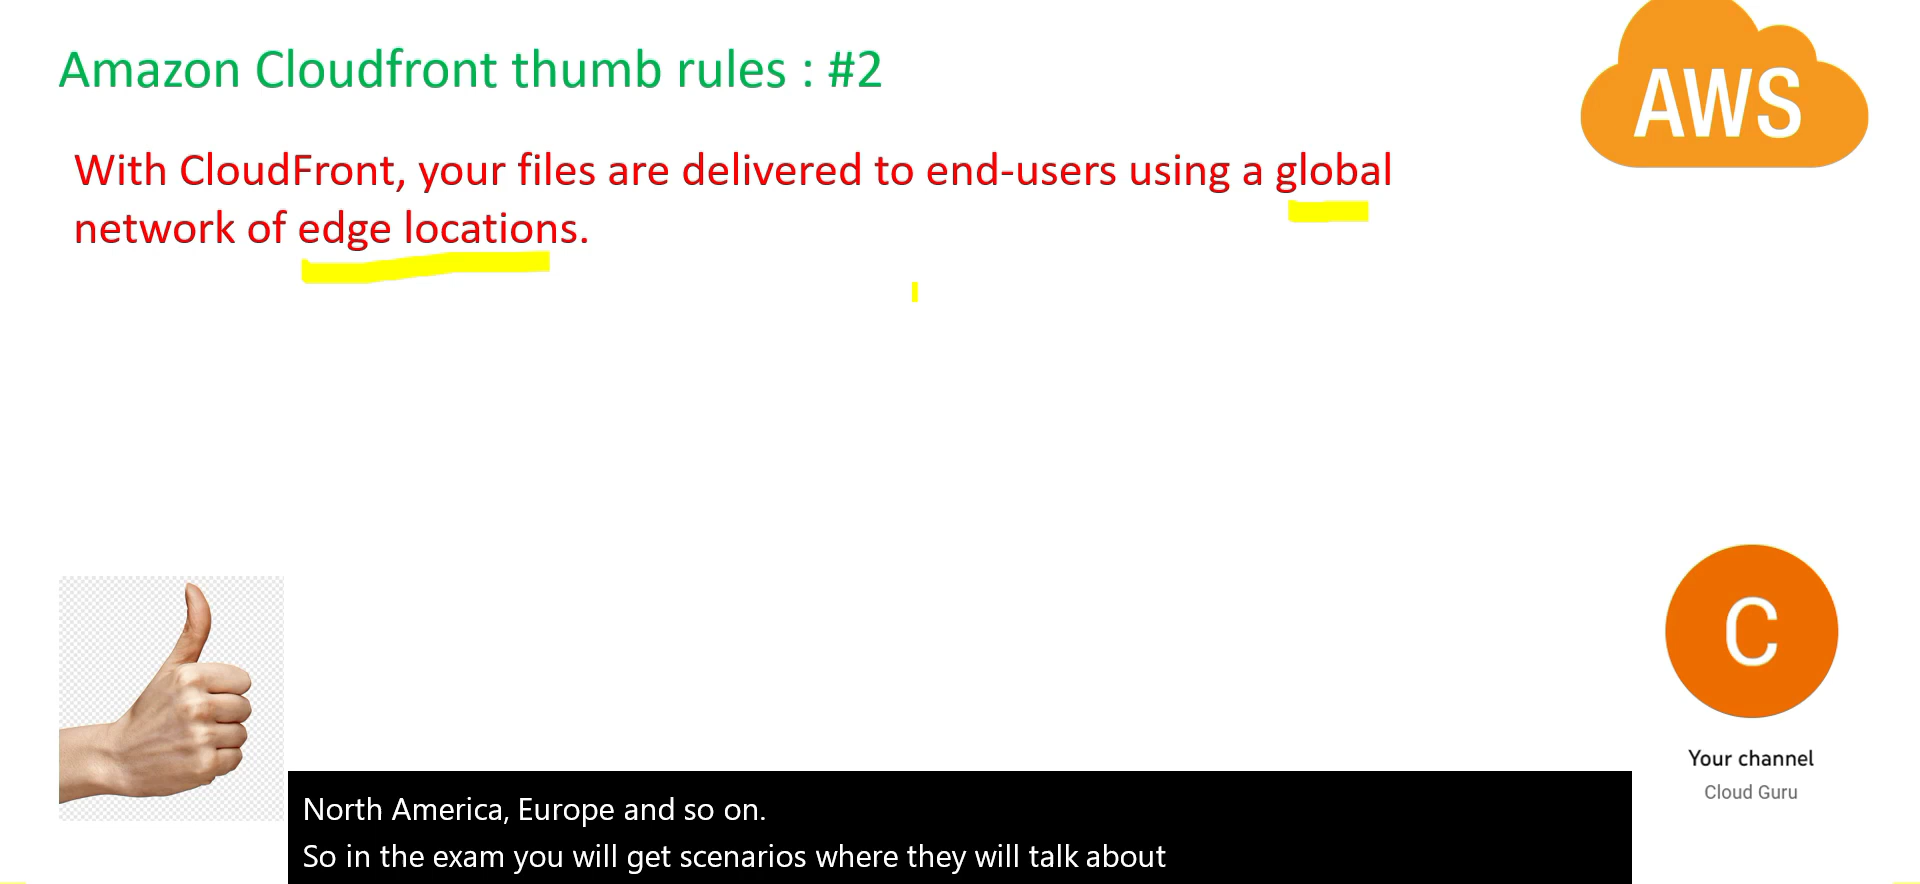 Amazon Cloudfront thumb rules : #2
AWS
With CloudFront, your files are delivered to end-users using a global
network of edge locations.
C
Your channel
Cloud Guru
North America, Europe and so on.
So in the exam you will get scenarios where they will talk about